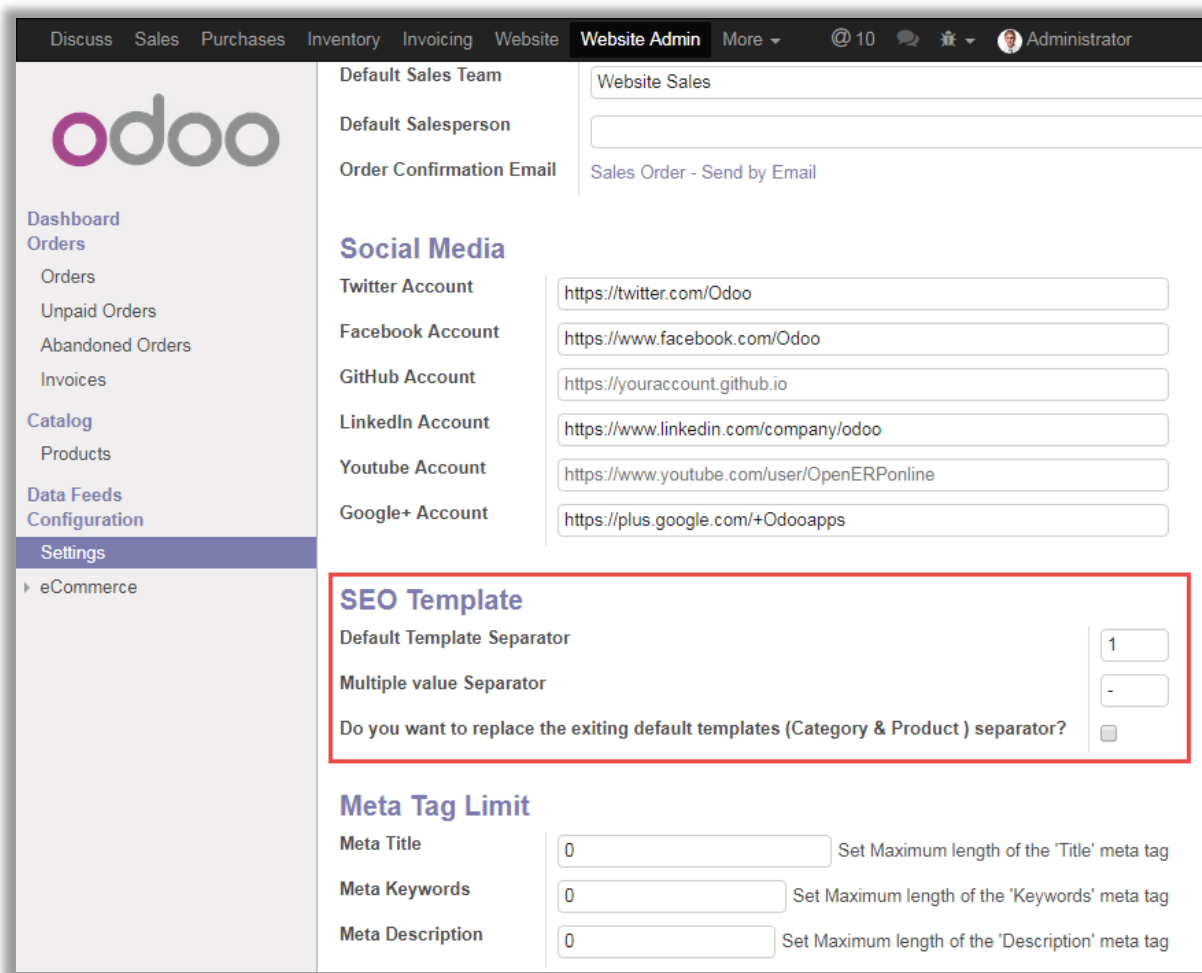 Discuss Sales Purchases Inventory Invoicing Website Website Admin More @ 10 Administrator
odoo
Dashboard
Orders
Orders
Unpaid Orders
Abandoned Orders
Invoices
Catalog
Products
Data Feeds
Configuration
Settings
eCommerce
Default Sales Team Website Sales
Default Salesperson
Order Confirmation Email Sales Order - Send by Email
Social Media
Twitter Account https://twitter.com/Odoo
Facebook Account https://www.facebook.com/Odoo
GitHub Account https://youraccount.github.io
LinkedIn Account https://www.linkedin.com/company/odoo
Youtube Account https://www.youtube.com/user/OpenERPonline
Google+ Account https://plus.google.com/+Odooapps
SEO Template
Default Template Separator 1
Multiple value Separator -
Do you want to replace the exiting default templates (Category & Product ) separator?
Meta Tag Limit
Meta Title 0 Set Maximum length of the 'Title' meta tag
Meta Keywords 0 Set Maximum length of the 'Keywords' meta tag
Meta Description 0 Set Maximum length of the 'Description' meta tag